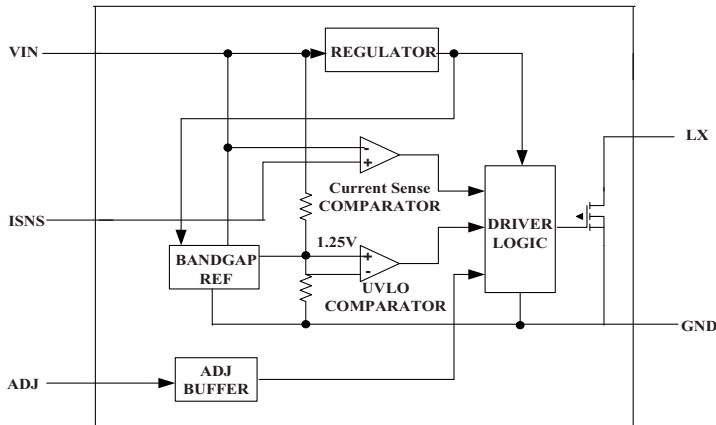 VIN
REGULATOR
LX
-
+
Current Sense
COMPARATOR
ISNS
DRIVER
LOGIC
1.25V
BANDGAP
REF
+
-
UVLO
COMPARATOR
GND
ADJ
ADJ
BUFFER